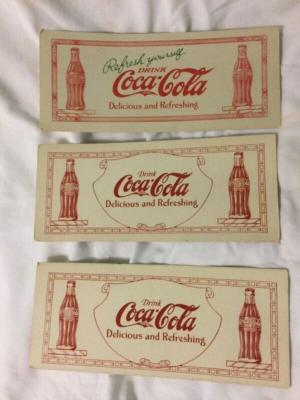 Refresh yourself
DRINK
Coca-Cola
Delicious and Refreshing
Drink
Coca-Cola
Delicious and Refreshing
Drink
Coca-Cola
Delicious and Refreshing